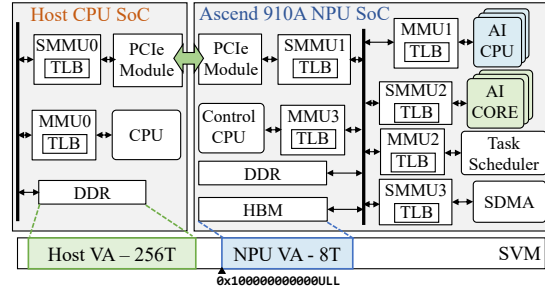 Host CPU SoC
SMMU0
TLB
PCIe
Module
MMU0
TLB
CPU
DDR
Ascend 910A NPU SoC
PCIe
Module
SMMU1
TLB
MMU1
TLB
AI
CPU
SMMU2
TLB
AI
CORE
Control
CPU
MMU3
TLB
MMU2
TLB
Task
Scheduler
DDR
HBM
SMMU3
TLB
SDMA
Host VA – 256T
NPU VA - 8T
SVM
0x100000000000ULL